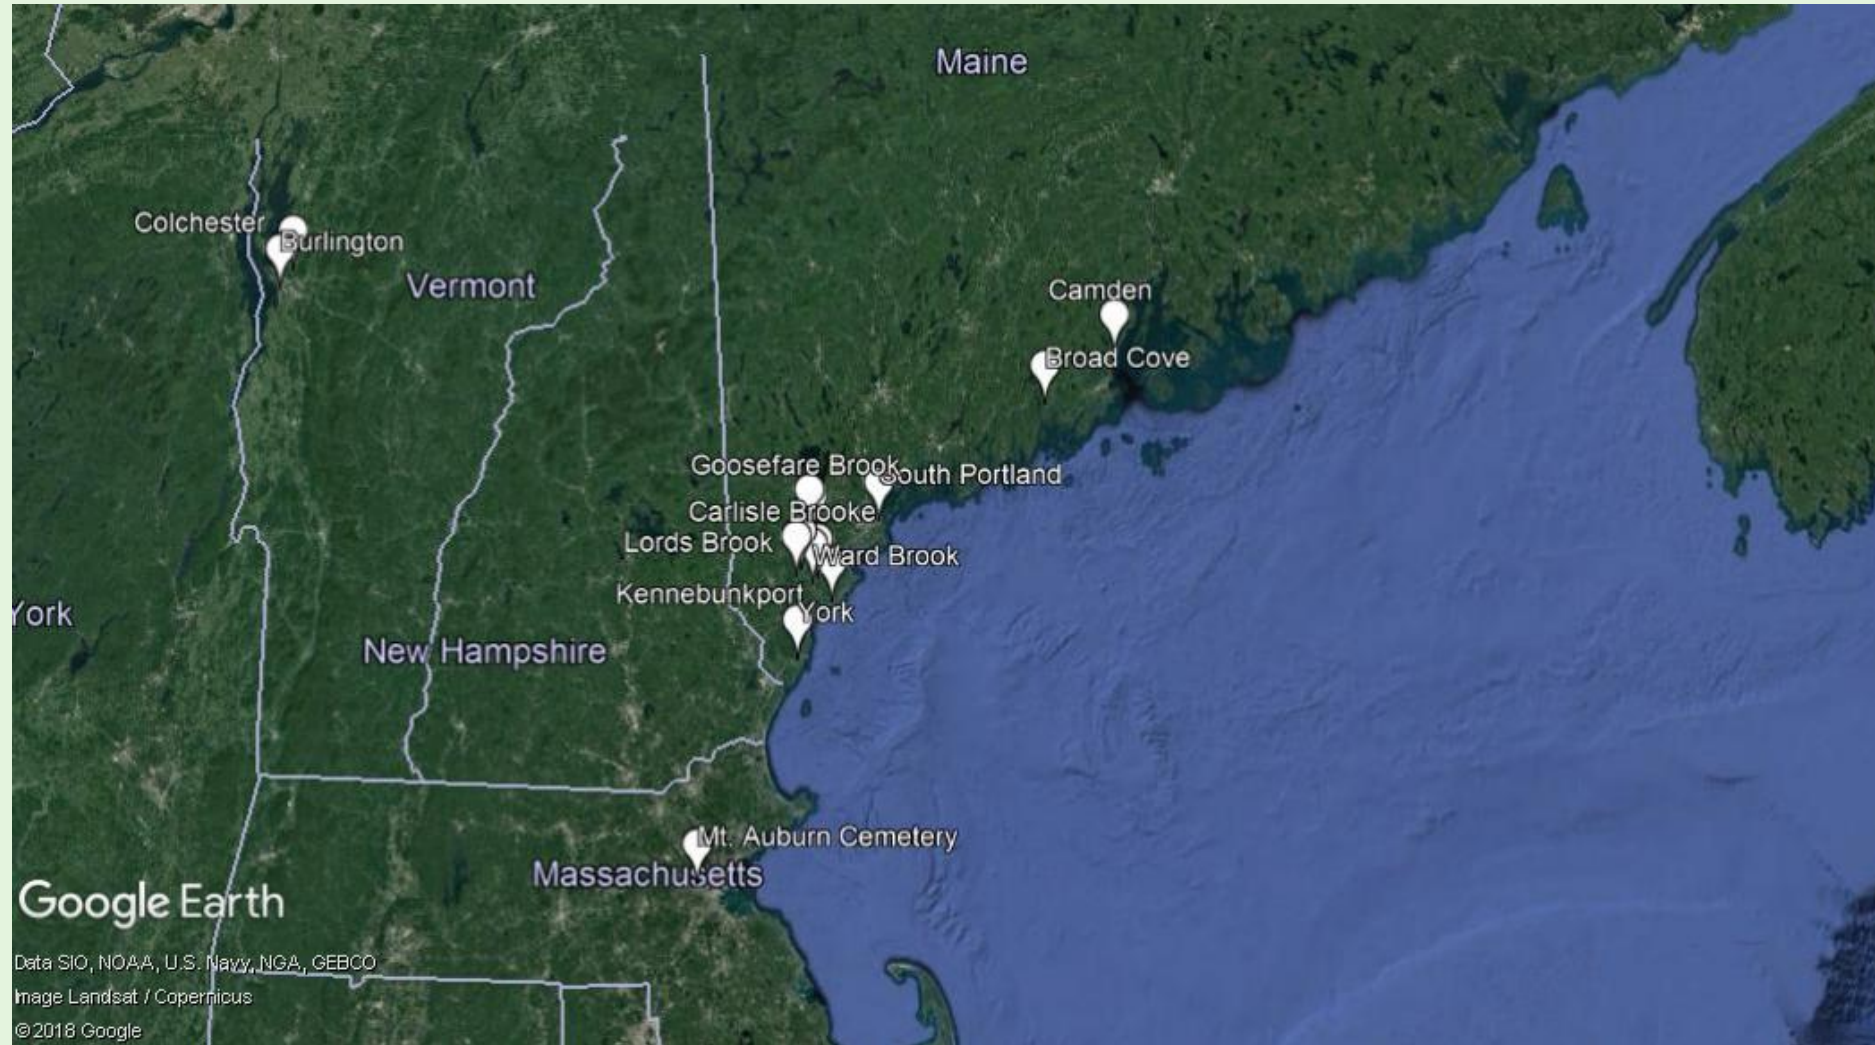 Maine
Colchester
Burlington
Vermont
Camden
Broad Cove
Goosefare Brook
South Portland
Carlisle Brooke
Lords Brook
Ward Brook
Kennebunkport
York
York
New Hampshire
Mt. Auburn Cemetery
Massachusetts
Google Earth
Data SIO, NOAA, U.S. Navy, NGA, GEBCO
Image Landsat / Copernicus
© 2018 Google